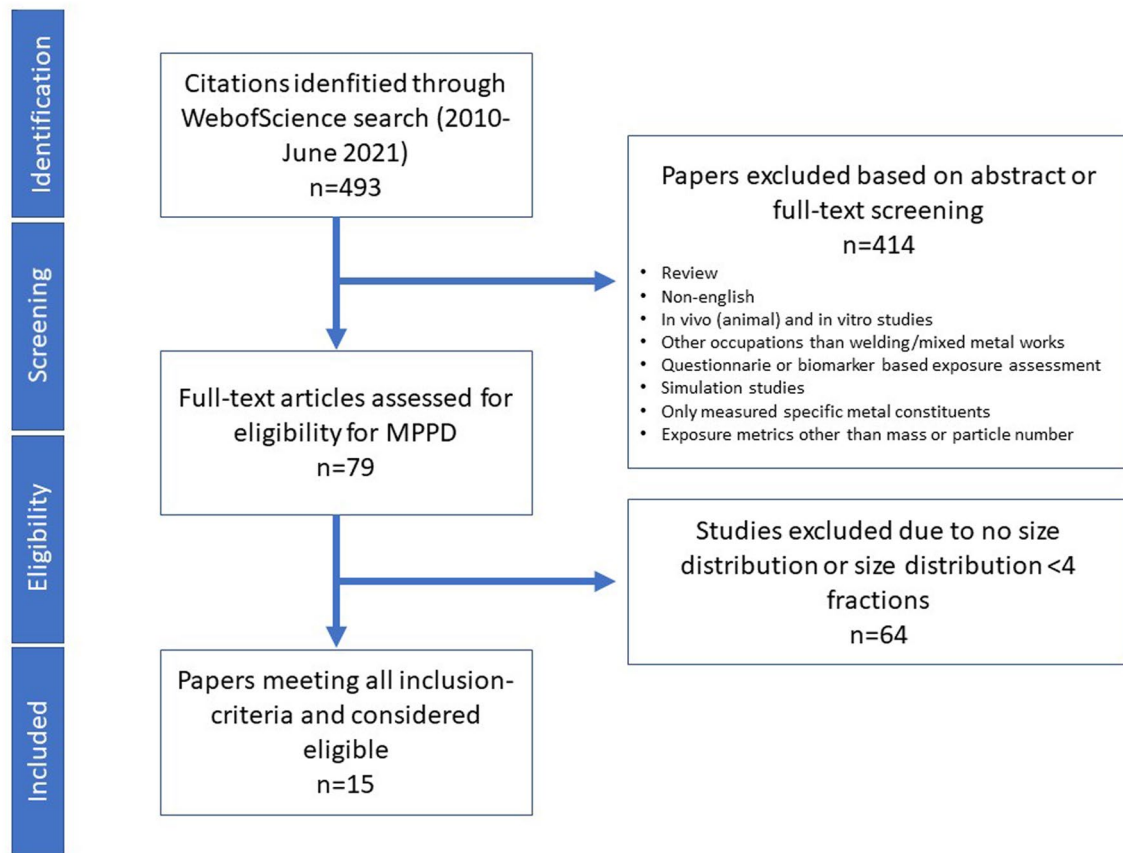 Identification
Citations idenfitied through
WebofScience search (2010-
June 2021)
n=493
Screening
Papers excluded based on abstract or
full-text screening
n=414
• Review
• Non-english
• In vivo (animal) and in vitro studies
• Other occupations than welding/mixed metal works
• Questionnarie or biomarker based exposure assessment
• Simulation studies
• Only measured specific metal constituents
• Exposure metrics other than mass or particle number
Full-text articles assessed for
eligibility for MPPD
n=79
Eligibility
Studies excluded due to no size
distribution or size distribution <4
fractions
n=64
Included
Papers meeting all inclusion-
criteria and considered
eligible
n=15